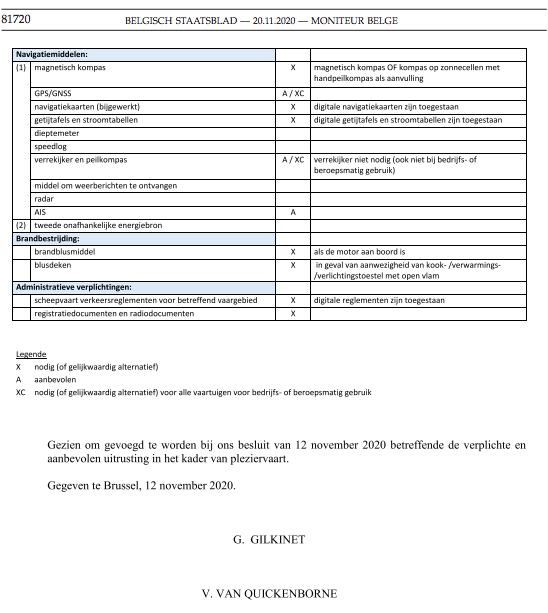 81720
BELGISCH STAATSBLAD — 20.11.2020 — MONITEUR BELGE
Navigatiemiddelen:
(1) magnetisch kompas X magnetisch kompas OF kompas op zonnecellen met
handpeilkompas als aanvulling
GPS/GNSS A / XC
navigatiekaarten (bijgewerkt) X digitale navigatiekaarten zijn toegestaan
getijtafels en stroomtabellen X digitale getijtafels en stroomtabellen zijn toegestaan
dieptemeter
speedlog
verrekijker en peilkompas A / XC verrekijker niet nodig (ook niet bij bedrijfs- of
beroepsmatig gebruik)
middel om weerberichten te ontvangen
radar
AIS A
(2) tweede onafhankelijke energiebron
Brandbestrijding:
brandblusmiddel X als de motor aan boord is
blusdeken X in geval van aanwezigheid van kook- /verwarmings-
/verlichtingstoestel met open vlam
Administratieve verplichtingen:
scheepvaart verkeersreglementen voor betreffend vaargebied X digitale reglementen zijn toegestaan
registratiedocumenten en radiodocumenten X
Legende
X nodig (of gelijkwaardig alternatief)
A aanbevolen
XC nodig (of gelijkwaardig alternatief) voor alle vaartuigen voor bedrijfs- of beroepsmatig gebruik
Gezien om gevoegd te worden bij ons besluit van 12 november 2020 betreffende de verplichte en
aanbevolen uitrusting in het kader van pleziervaart.
Gegeven te Brussel, 12 november 2020.
G. GILKINET
V. VAN QUICKENBORNE